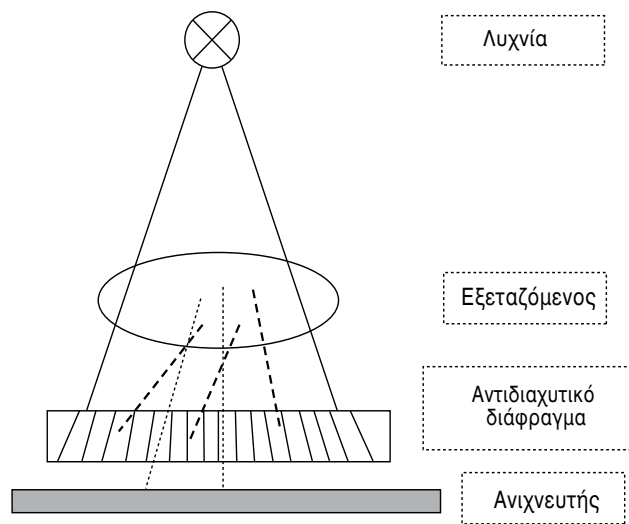 Λυχνία
Εξεταζόμενος
Αντιδιαχυτικό
διάφραγμα
Ανιχνευτής